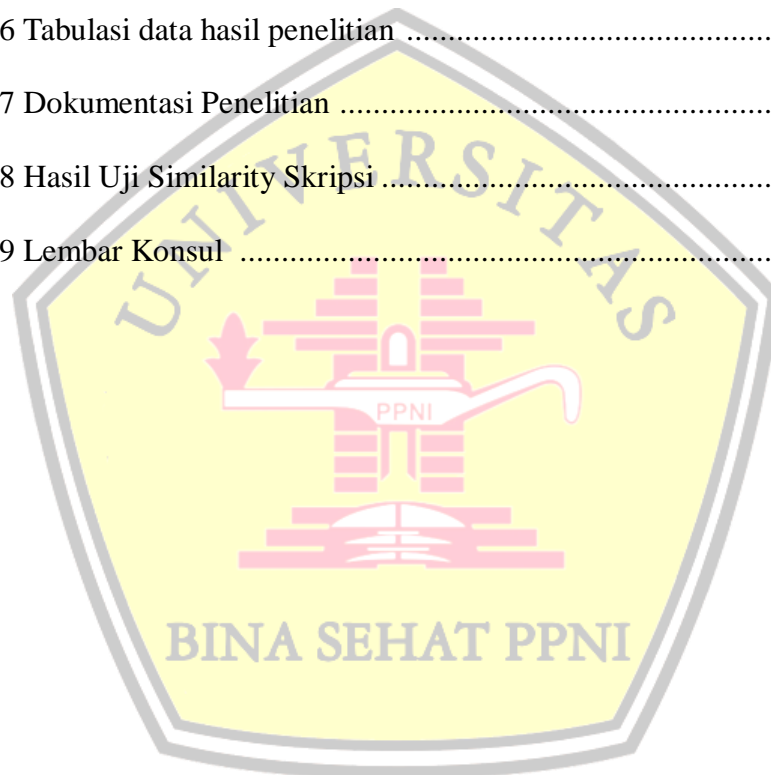 6 Tabulasi data hasil penelitian ..........................................
7 Dokumentasi Penelitian ..................................................
8 Hasil Uji Similarity Skripsi .............................................
9 Lembar Konsul ..............................................................
UNIVERSITAS
PPNI
BINA SEHAT PPNI